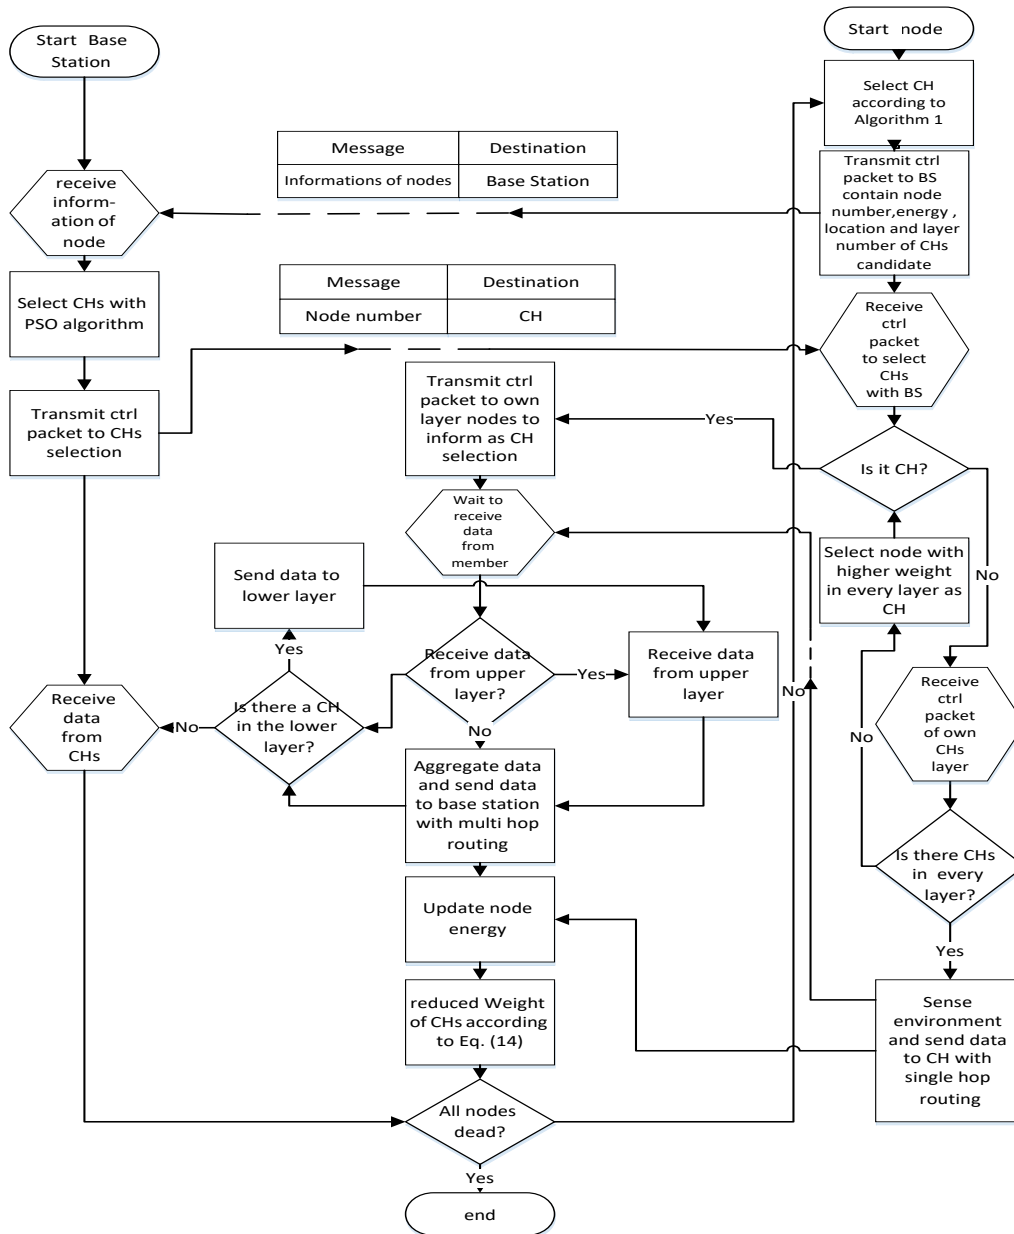 Start Base
Station
Start node
Select CH
according to
Algorithm 1
Message
Destination
Informations of nodes
Base Station
Transmit ctrl
packet to BS
contain node
number,energy ,
location and layer
number of CHs
candidate
receive
inform-
ation of
node
Message
Destination
Node number
CH
Select CHs with
PSO algorithm
Receive
ctrl
packet
to select
CHs
with BS
Transmit ctrl
packet to CHs
selection
Transmit ctrl
packet to own
layer nodes to
inform as CH
selection
Yes
Is it CH?
No
Wait to
receive
data
from
member
Select node with
higher weight
in every layer as
CH
Send data to
lower layer
Yes
Receive data
from upper
layer?
Yes
Receive data
from upper
layer
No
Receive
ctrl
packet
of own
CHs
layer
No
Receive
data
from
CHs
No
Is there a CH
in the lower
layer?
No
Aggregate data
and send data
to base station
with multi hop
routing
Is there CHs
in every
layer?
Yes
Update node
energy
reduced Weight
of CHs according
to Eq. (14)
Sense
environment
and send data
to CH with
single hop
routing
All nodes
dead?
Yes
end